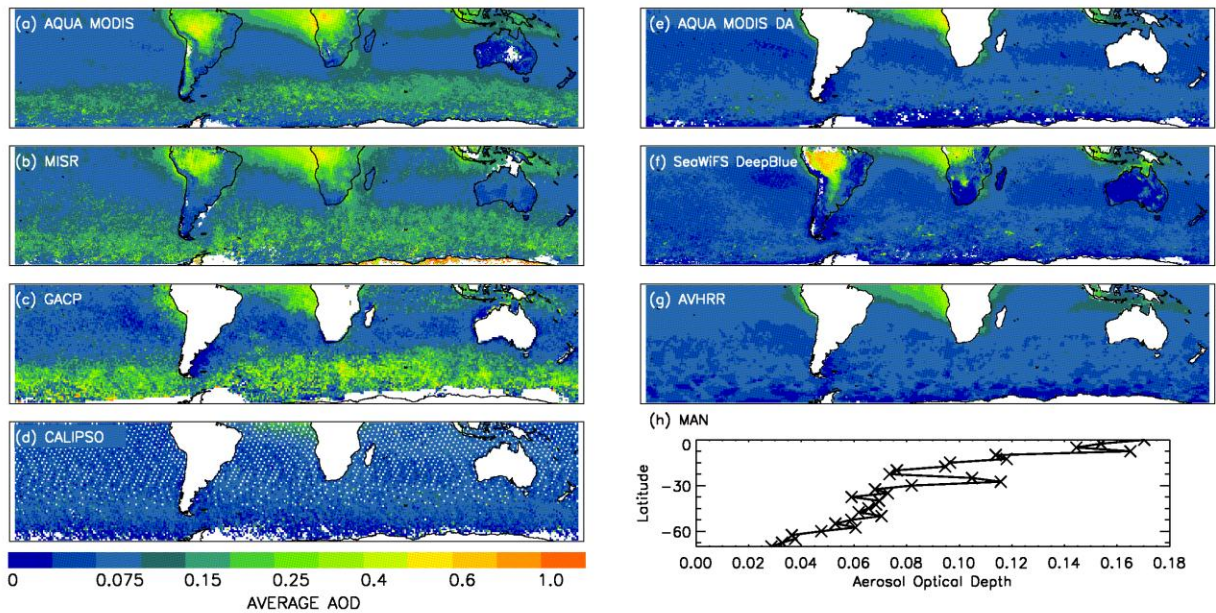 (a) AQUA MODIS
(b) MISR
(c) GACP
(d) CALIPSO
0 0.075 0.15 0.25 0.4 0.6 1.0
AVERAGE AOD
(e) AQUA MODIS DA
(f) SeaWiFS DeepBlue
(g) AVHRR
(h) MAN
0
-30
-60
Latitude
0.00 0.02 0.04 0.06 0.08 0.10 0.12 0.14 0.16 0.18
Aerosol Optical Depth